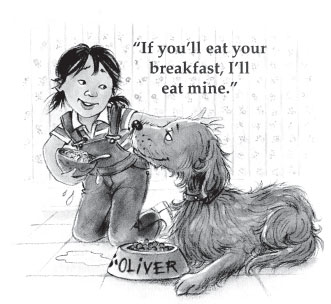 “If you’ll eat your
breakfast, I’ll
eat mine.”
OLIVER